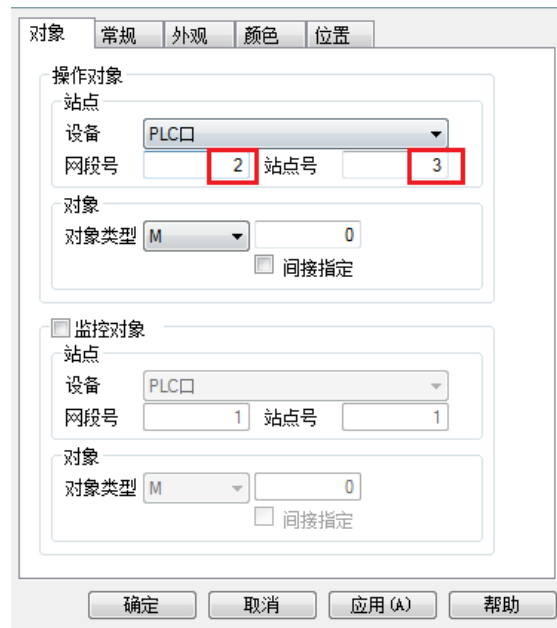 对象 常规 外观 颜色 位置
操作对象
站点
设备 PLC口
网段号 2 站点号 3
对象
对象类型 M 0
间接指定
监控对象
站点
设备 PLC口
网段号 1 站点号 1
对象
对象类型 M 0
间接指定
确定 取消 应用(A) 帮助